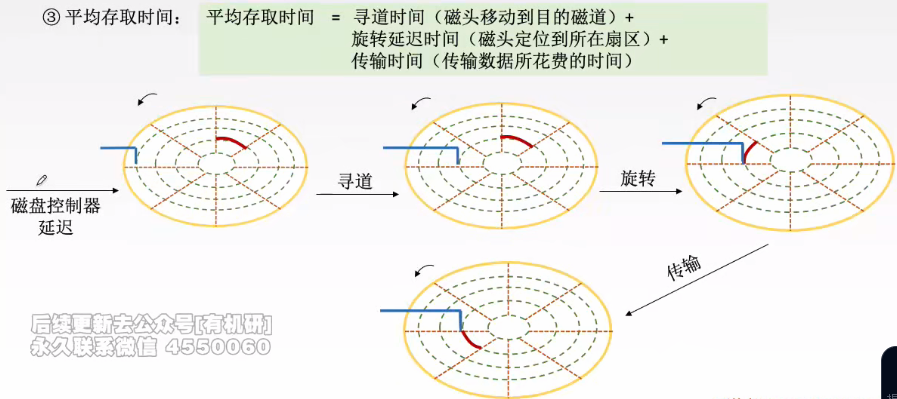 ③ 平均存取时间： 平均存取时间 = 寻道时间（磁头移动到目的磁道）+
旋转延迟时间（磁头定位到所在扇区）+
传输时间（传输数据所花费的时间）
磁盘控制器
延迟
寻道
旋转
传输
后续更新去公众号[有机研]
永久联系微信 4550060